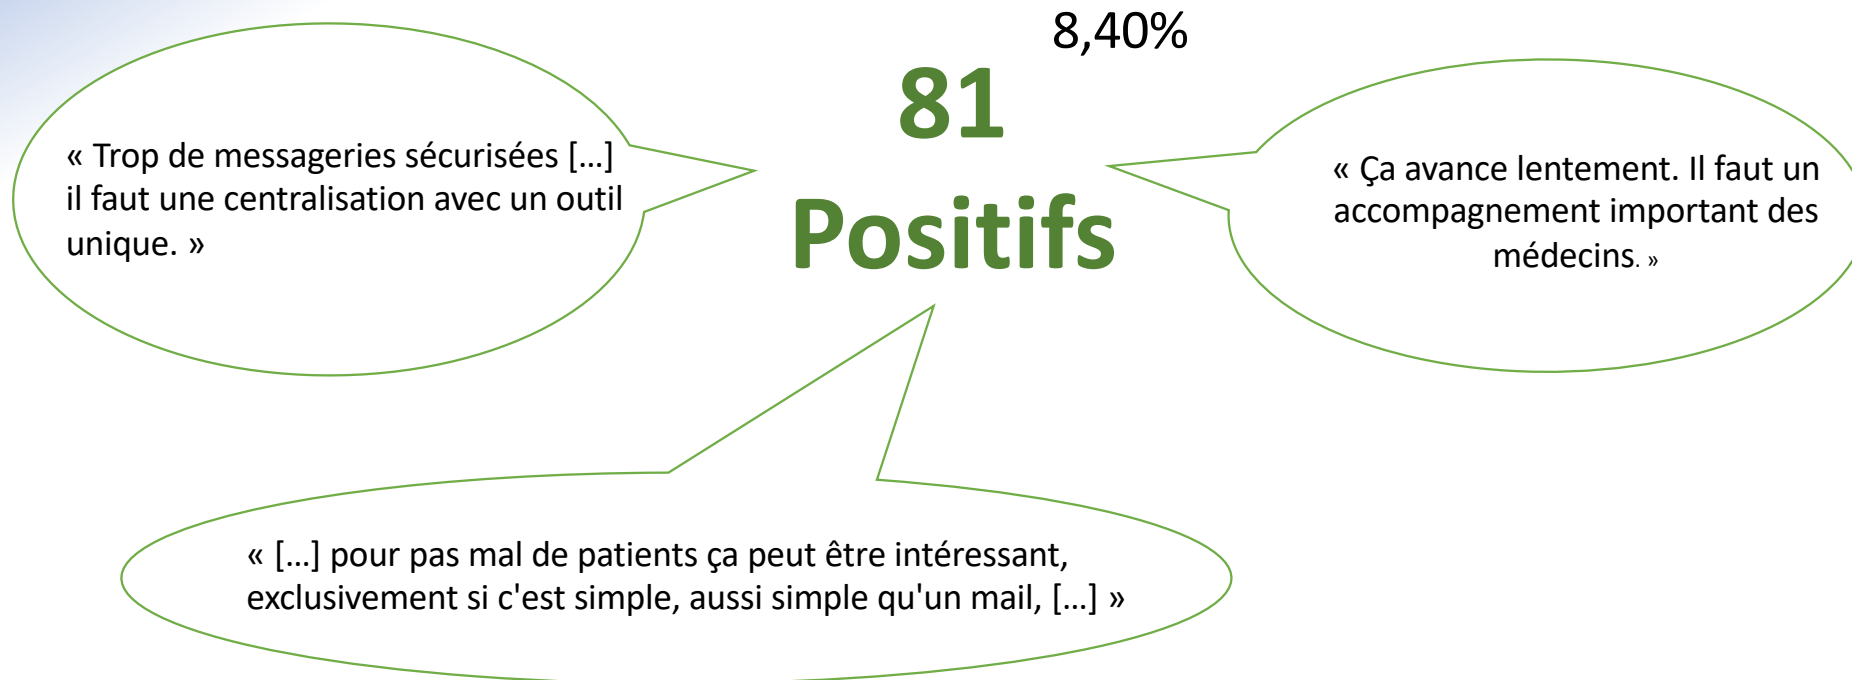 8,40%
81
Positifs
« Trop de messageries sécurisées [...]
il faut une centralisation avec un outil
unique. »
« Ça avance lentement. Il faut un
accompagnement important des
médecins. »
« [...] pour pas mal de patients ça peut être intéressant,
exclusivement si c'est simple, aussi simple qu'un mail, [...] »